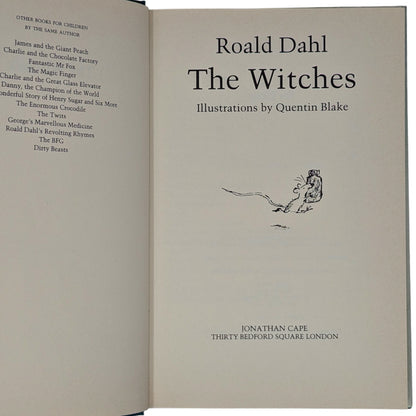 OTHER BOOKS FOR CHILDREN
BY THE SAME AUTHOR
James and the Giant Peach
Charlie and the Chocolate Factory
Fantastic Mr Fox
The Magic Finger
Charlie and the Great Glass Elevator
Danny, the Champion of the World
Story of Henry Sugar and Six More
The Enormous Crocodile
The Twits
George's Marvellous Medicine
Roald Dahl's Revolting Rhymes
The BFG
Dirty Beasts
Roald Dahl
The Witches
Illustrations by Quentin Blake
JONATHAN CAPE
THIRTY BEDFORD SQUARE LONDON